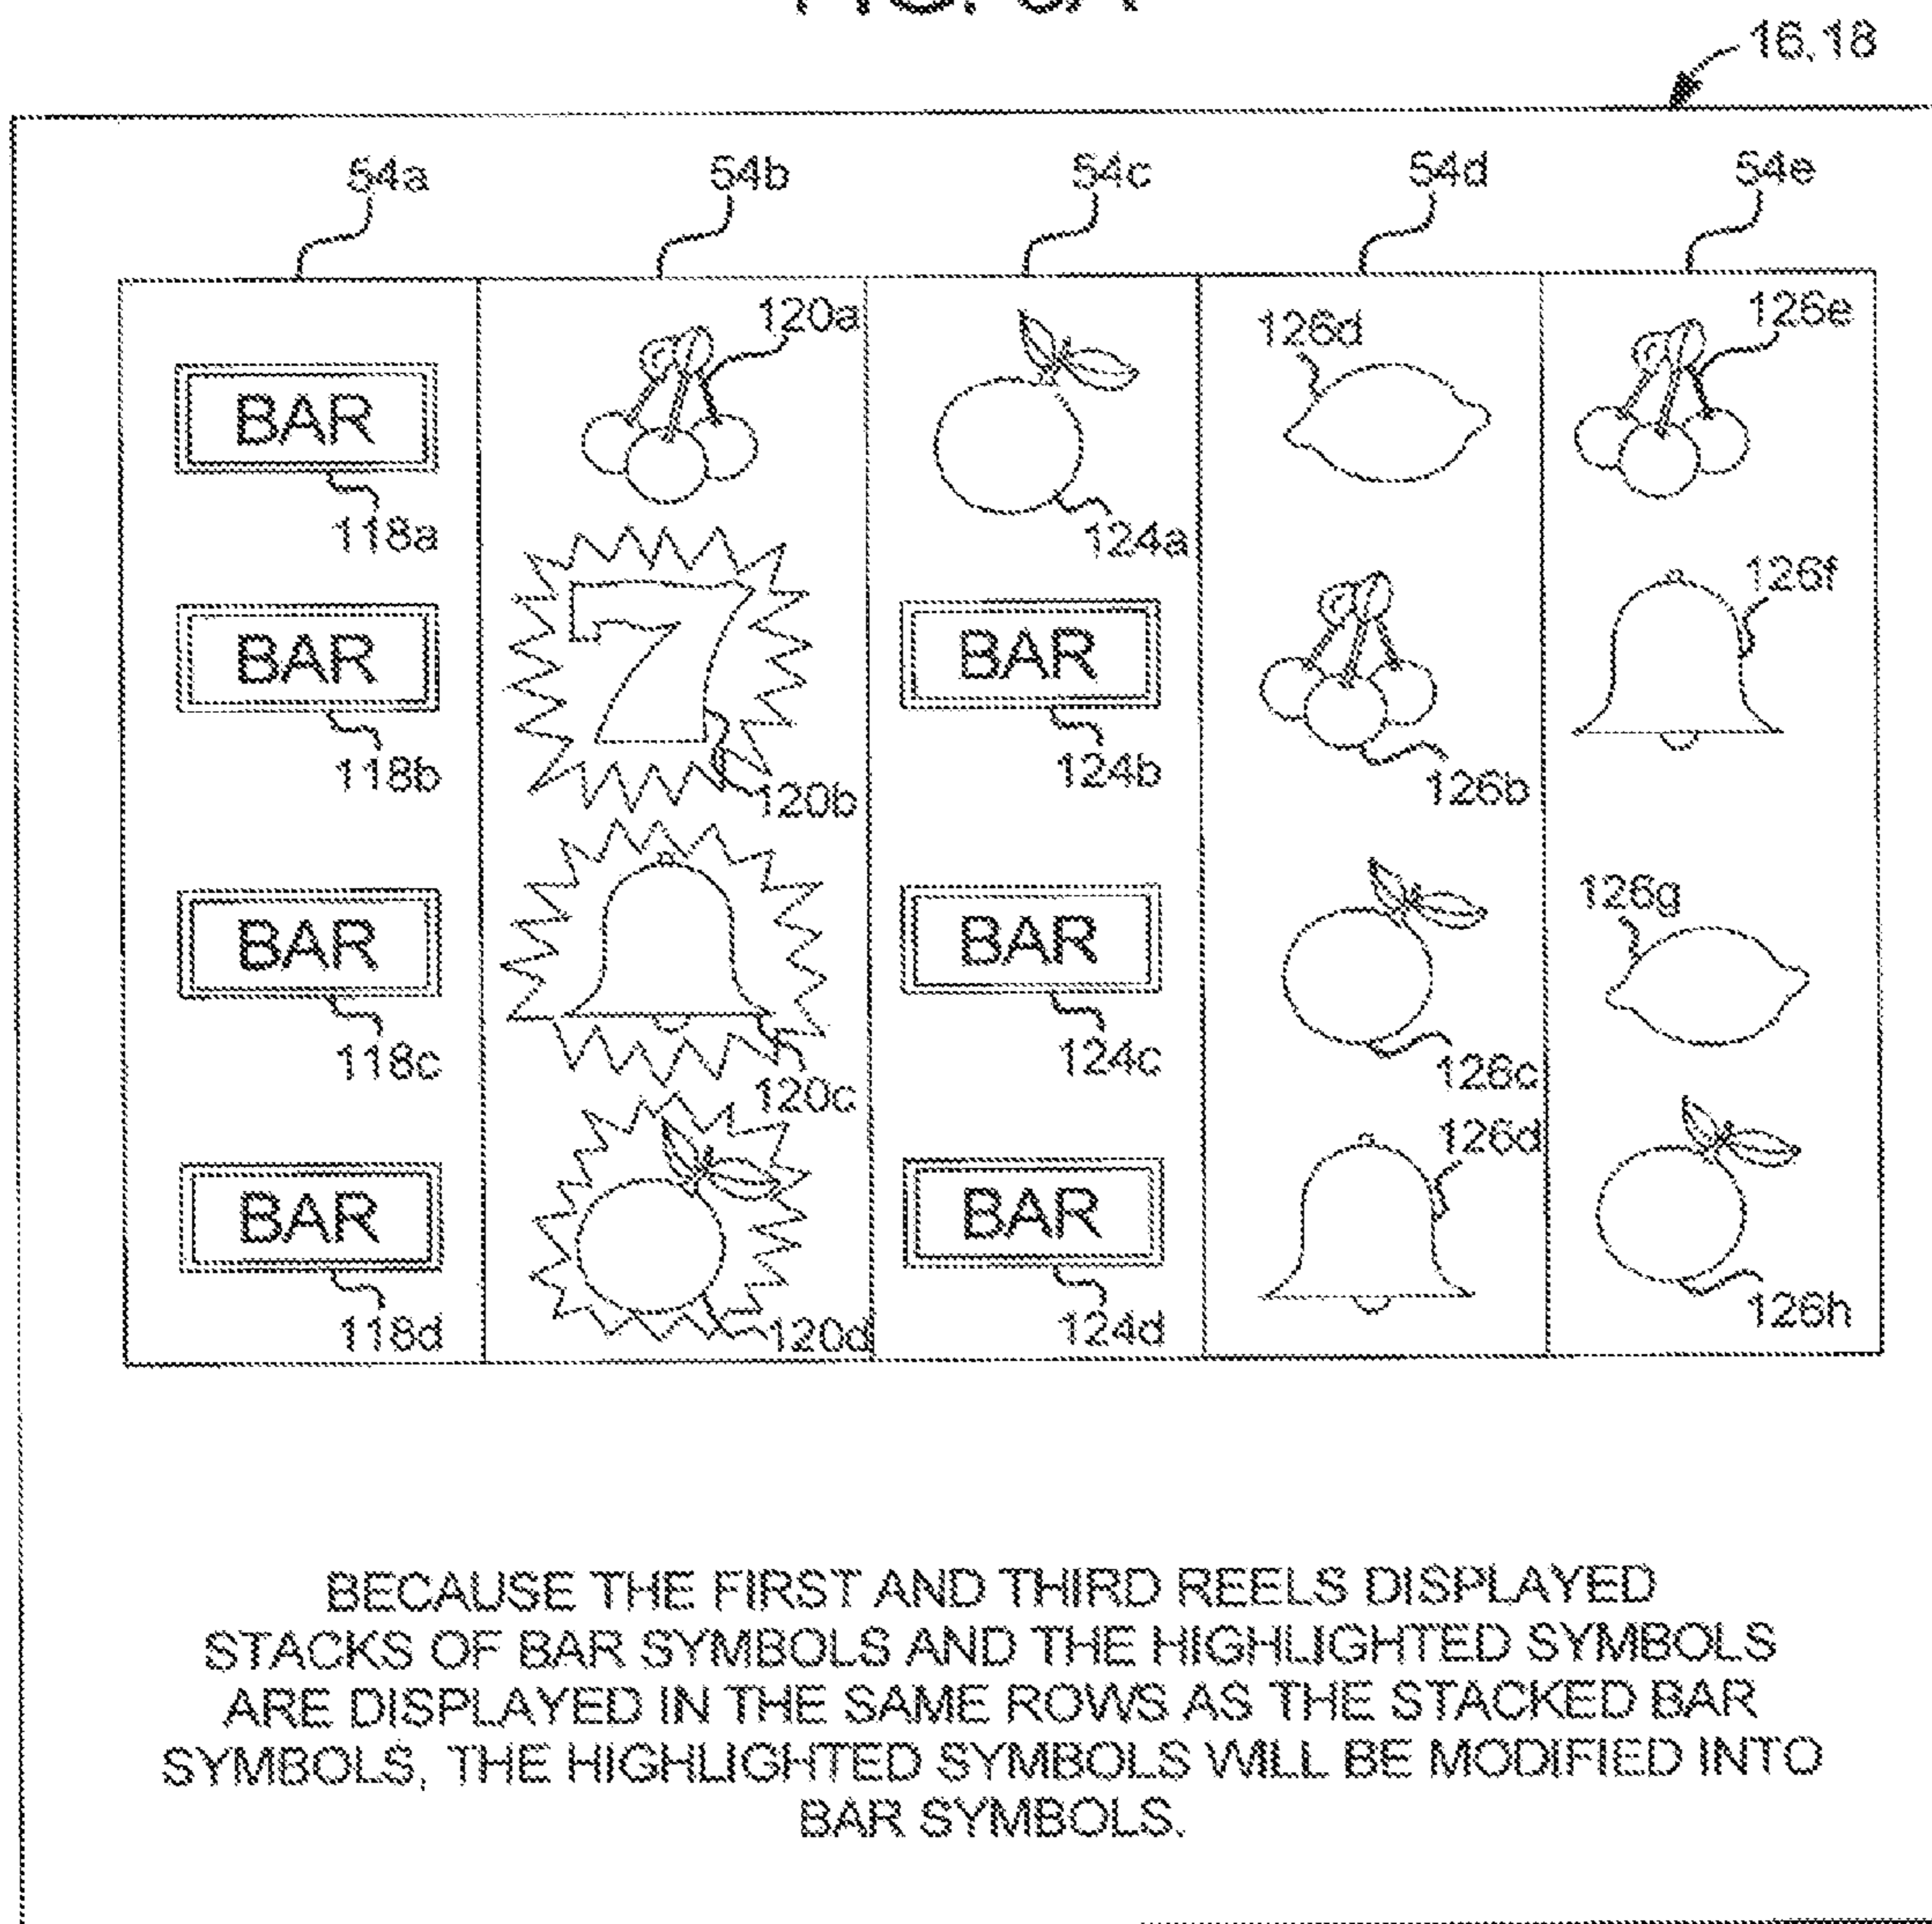 16,18
54a 54b 54c 54d 54e
120a 126d 126e
BAR
118a 124a
126f
BAR BAR
118b 120b 124b 126b
126g
BAR BAR
118c 120c 124c 126c
126d
BAR BAR
118d 120d 124d 126h
BECAUSE THE FIRST AND THIRD REELS DISPLAYED
STACKS OF BAR SYMBOLS AND THE HIGHLIGHTED SYMBOLS
ARE DISPLAYED IN THE SAME ROWS AS THE STACKED BAR
SYMBOLS, THE HIGHLIGHTED SYMBOLS WILL BE MODIFIED INTO
BAR SYMBOLS.